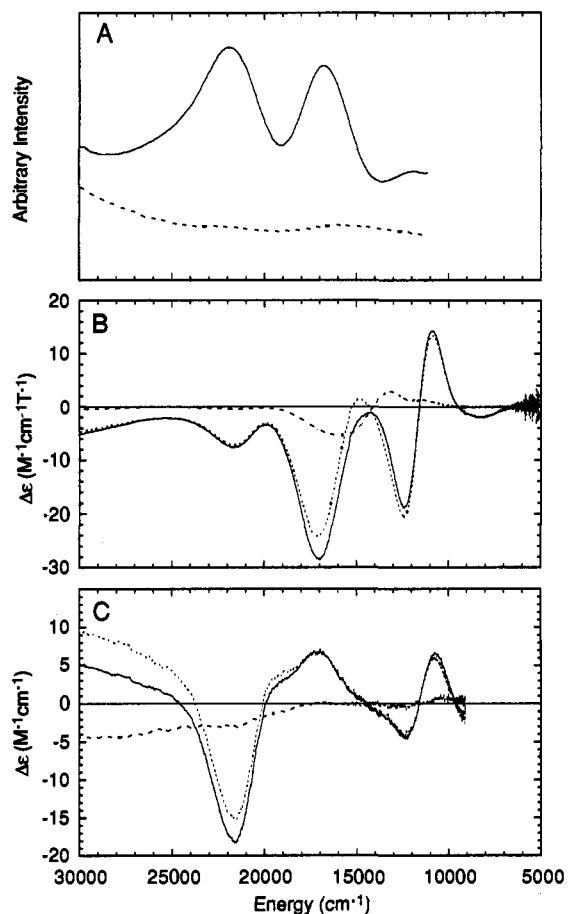 A
Arbitrary Intensity
B
20
10
0
-10
-20
-30
Δε (M⁻¹cm⁻¹T⁻¹)
C
10
5
0
-5
-10
-15
-20
Δε (M⁻¹cm⁻¹)
30000 25000 20000 15000 10000 5000
Energy (cm⁻¹)